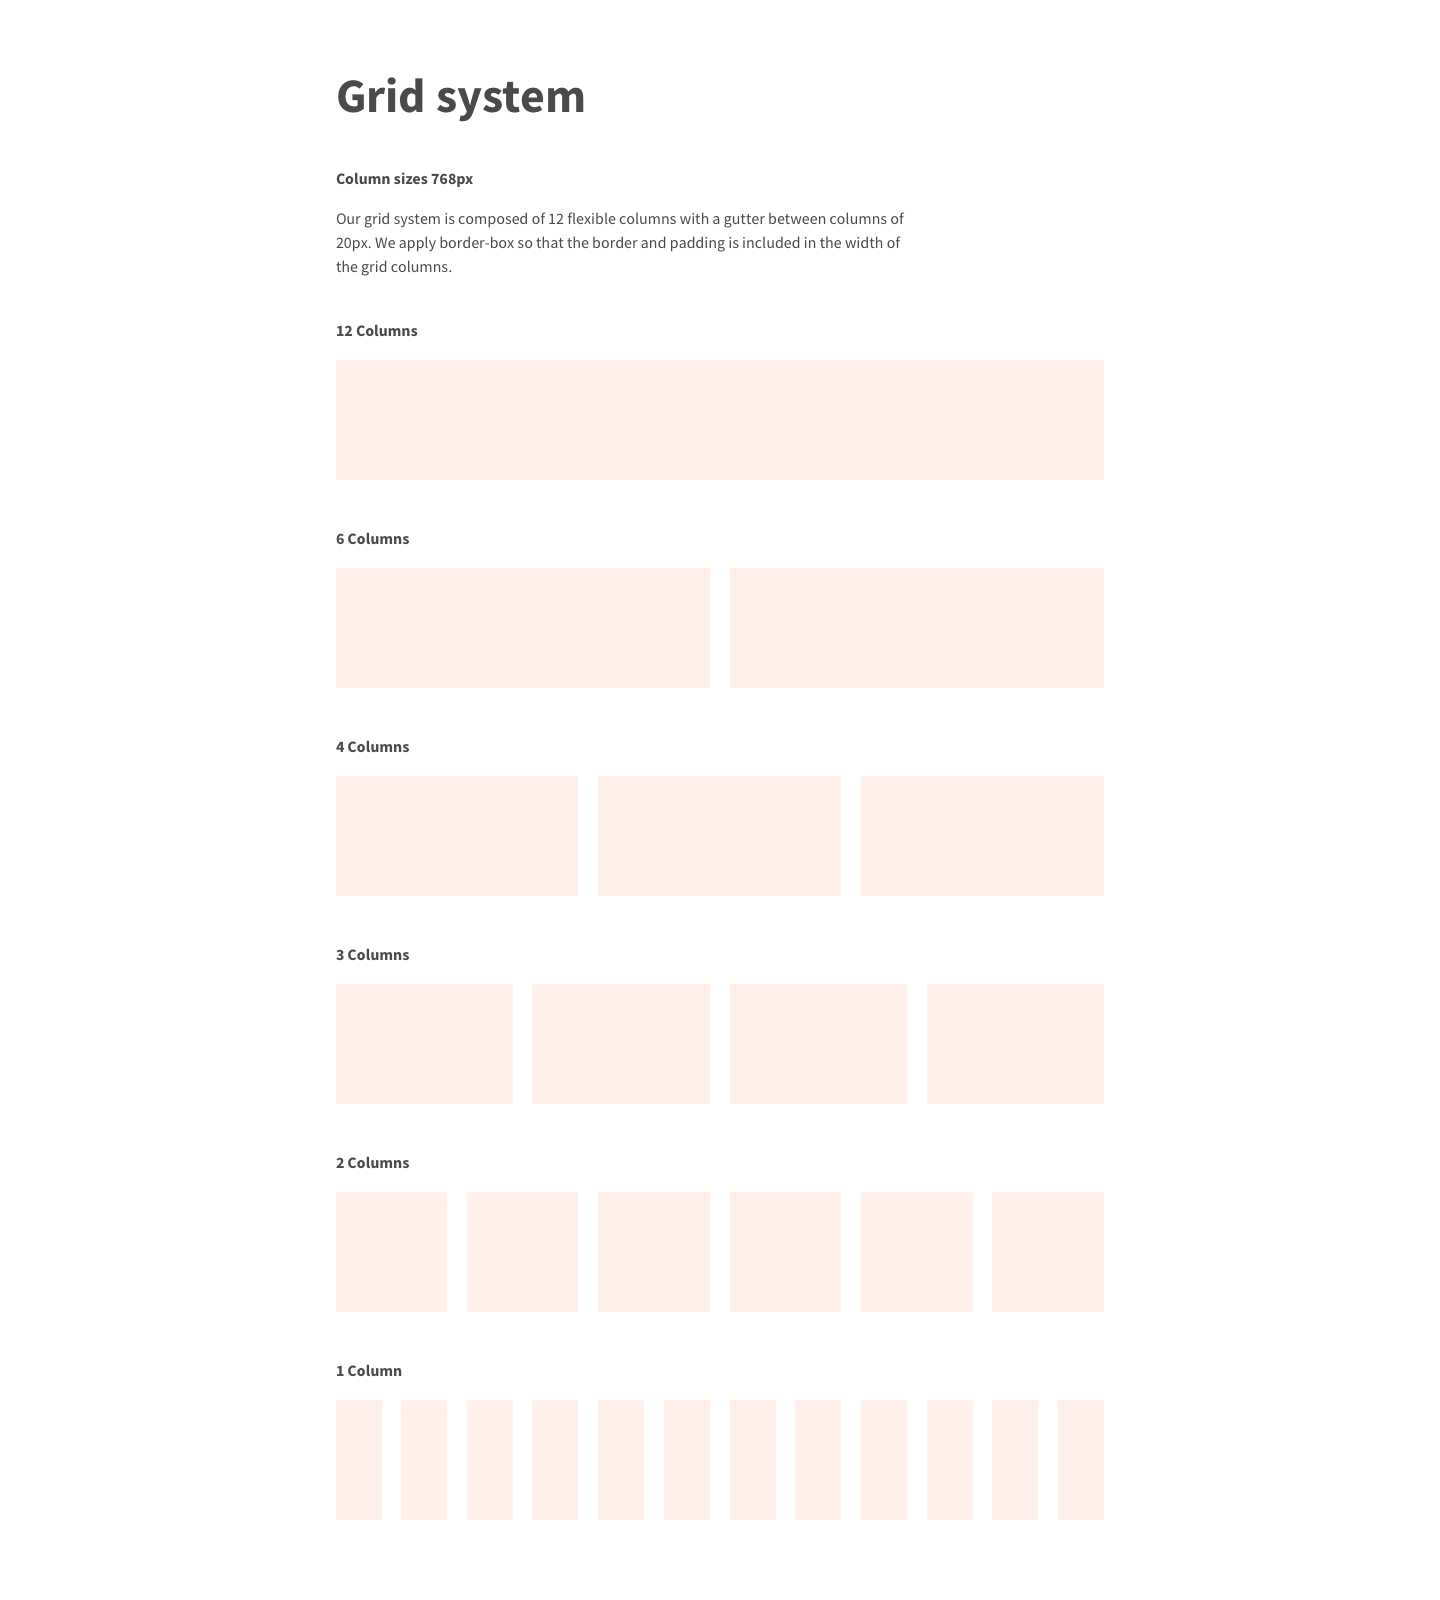 Grid system
Column sizes 768px
Our grid system is composed of 12 flexible columns with a gutter between columns of
20px. We apply border-box so that the border and padding is included in the width of
the grid columns.
12 Columns
6 Columns
4 Columns
3 Columns
2 Columns
1 Column